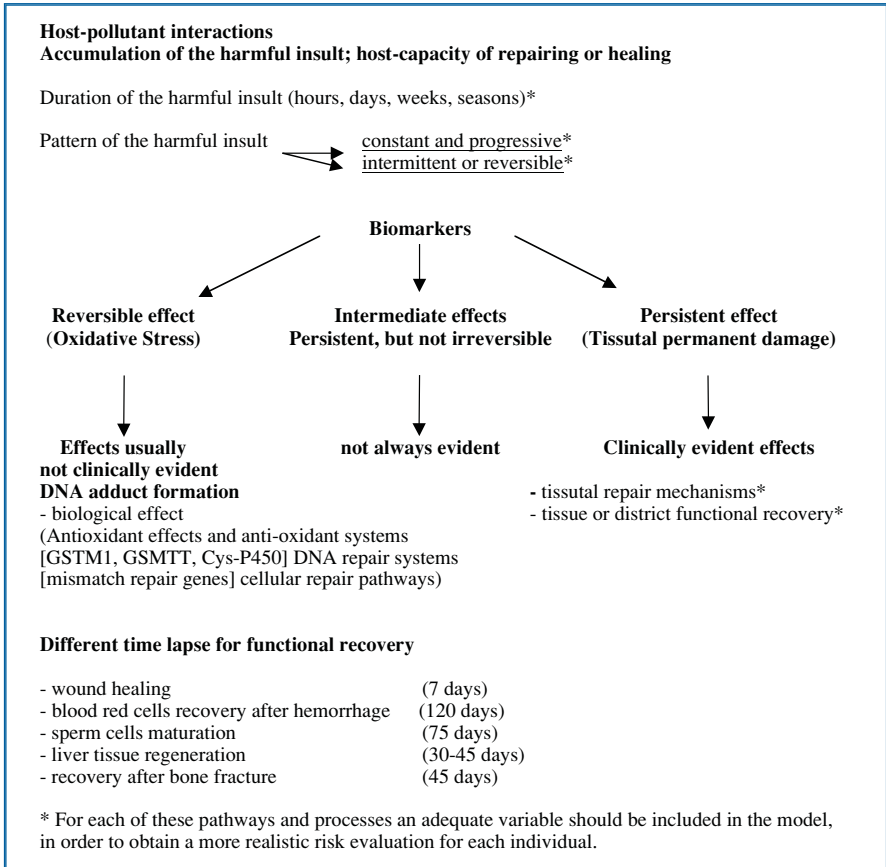 Host-pollutant interactions
Accumulation of the harmful insult; host-capacity of repairing or healing
Duration of the harmful insult (hours, days, weeks, seasons)*
Pattern of the harmful insult constant and progressive*
intermittent or reversible*
Biomarkers
Reversible effect Intermediate effects Persistent effect
(Oxidative Stress) Persistent, but not irreversible (Tissutal permanent damage)
Effects usually not always evident Clinically evident effects
not clinically evident
DNA adduct formation - tissutal repair mechanisms*
- biological effect - tissue or district functional recovery*
(Antioxidant effects and anti-oxidant systems
[GSTM1, GSMTT, Cys-P450] DNA repair systems
[mismatch repair genes] cellular repair pathways)
Different time lapse for functional recovery
- wound healing (7 days)
- blood red cells recovery after hemorrhage (120 days)
- sperm cells maturation (75 days)
- liver tissue regeneration (30-45 days)
- recovery after bone fracture (45 days)
* For each of these pathways and processes an adequate variable should be included in the model,
in order to obtain a more realistic risk evaluation for each individual.